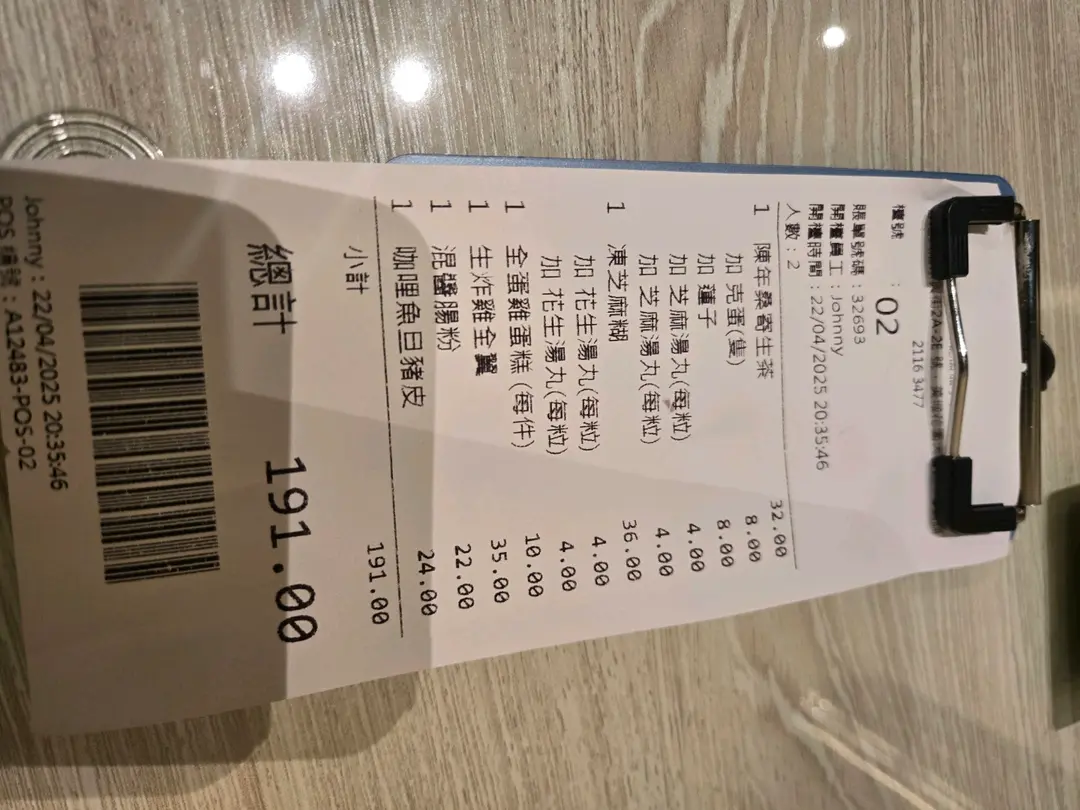 2116 3477
檯號 : 02
賬單號碼 : 32693
開檯員工 : Johnny
開檯時間 : 22/04/2025 20:35:46
人數 : 2
1 陳年桑寄生茶 32.00
加 克蛋(隻) 8.00
加 蓮子 8.00
加 芝麻湯丸(每粒) 4.00
加 芝麻湯丸(每粒) 4.00
1 凍芝麻糊 36.00
加 花生湯丸(每粒) 4.00
加 花生湯丸(每粒) 4.00
1 全蛋雞蛋糕 (每件) 10.00
1 生炸雞全翼 35.00
1 混醬腸粉 22.00
1 咖哩魚旦豬皮 24.00
小計 191.00
總計 191.00
Johnny : 22/04/2025 20:35:46
POS 編號 : A12483-POS-02